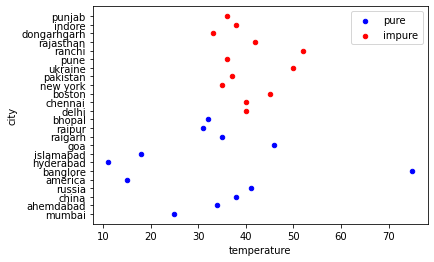 punjab
indore
dongarhgarh
rajasthan
ranchi
pune
ukraine
pakistan
new york
boston
chennai
delhi
bhopal
raipur
raigarh
goa
islamabad
hyderabad
banglore
america
russia
china
ahemdabad
mumbai
city
pure
impure
10 20 30 40 50 60 70
temperature